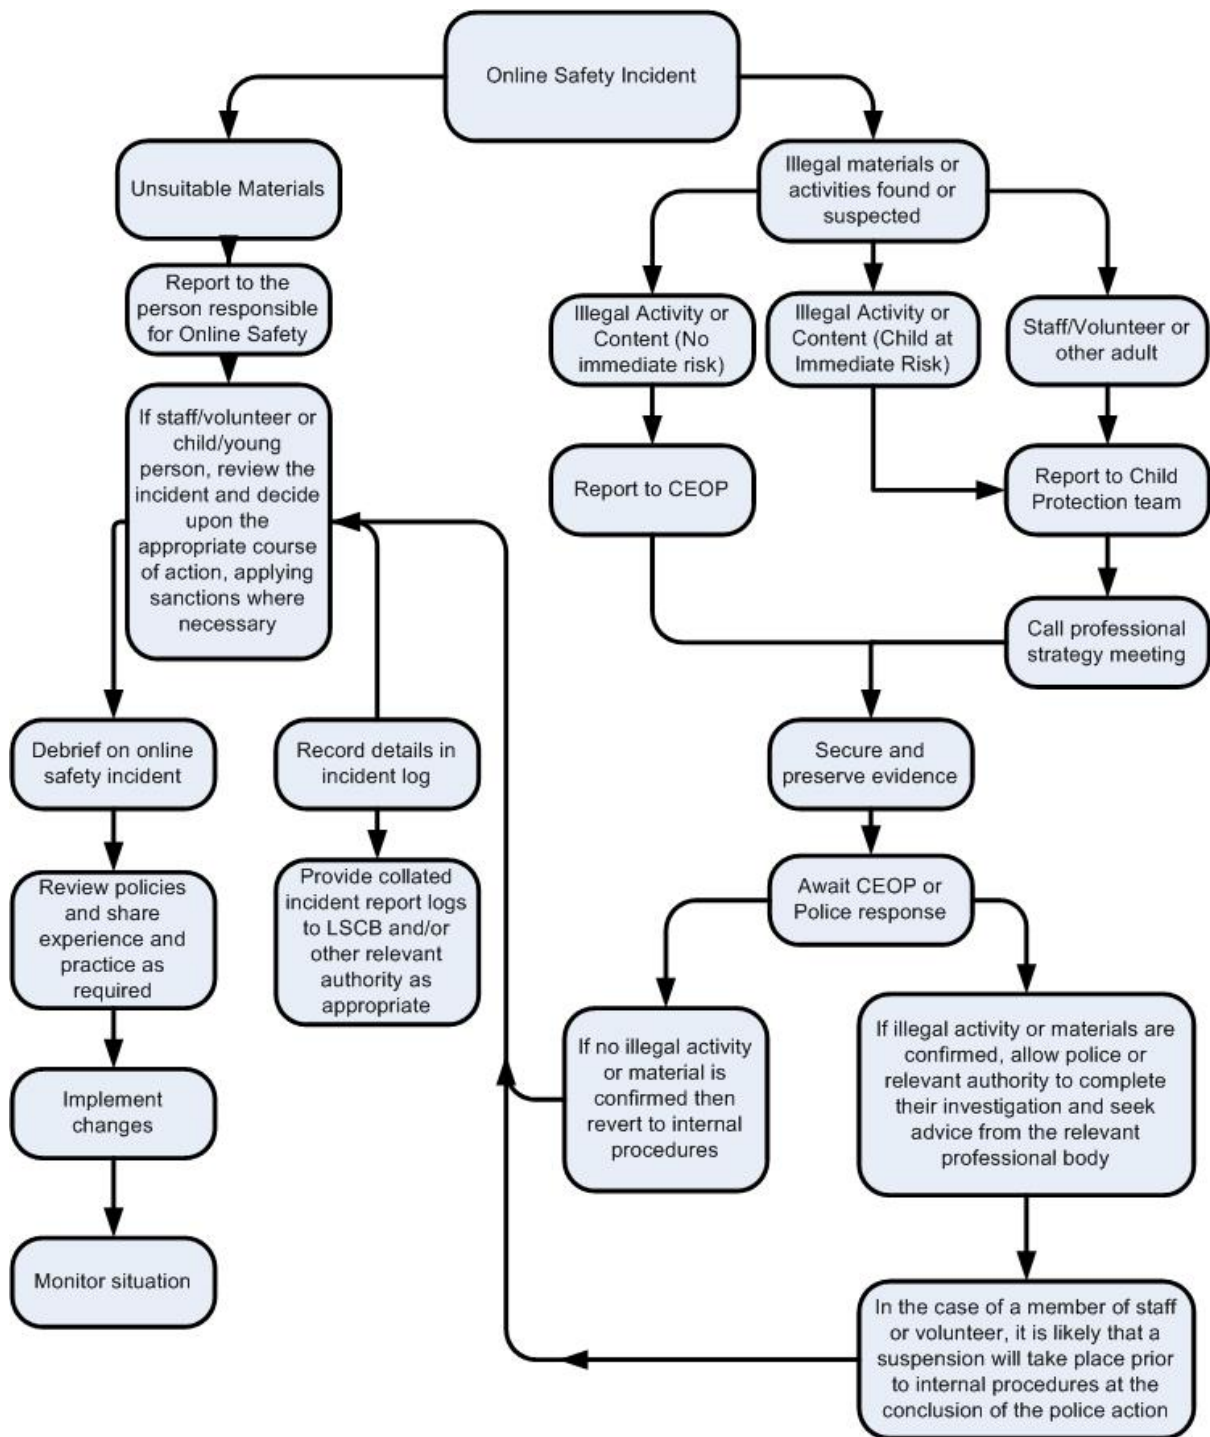 Online Safety Incident
Unsuitable Materials
Report to the
person responsible
for Online Safety
If staff/volunteer or
child/young
person, review the
incident and decide
upon the
appropriate course
of action, applying
sanctions where
necessary
Debrief on online
safety incident
Review policies
and share
experience and
practice as
required
Implement
changes
Monitor situation
Record details in
incident log
Provide collated
incident report logs
to LSCB and/or
other relevant
authority as
appropriate
Illegal materials or
activities found or
suspected
Illegal Activity or
Content (No
immediate risk)
Illegal Activity or
Content (Child at
Immediate Risk)
Staff/Volunteer or
other adult
Report to CEOP
Report to Child
Protection team
Call professional
strategy meeting
Secure and
preserve evidence
Await CEOP or
Police response
If no illegal activity
or material is
confirmed then
revert to internal
procedures
If illegal activity or materials are
confirmed, allow police or
relevant authority to complete
their investigation and seek
advice from the relevant
professional body
In the case of a member of staff
or volunteer, it is likely that a
suspension will take place prior
to internal procedures at the
conclusion of the police action